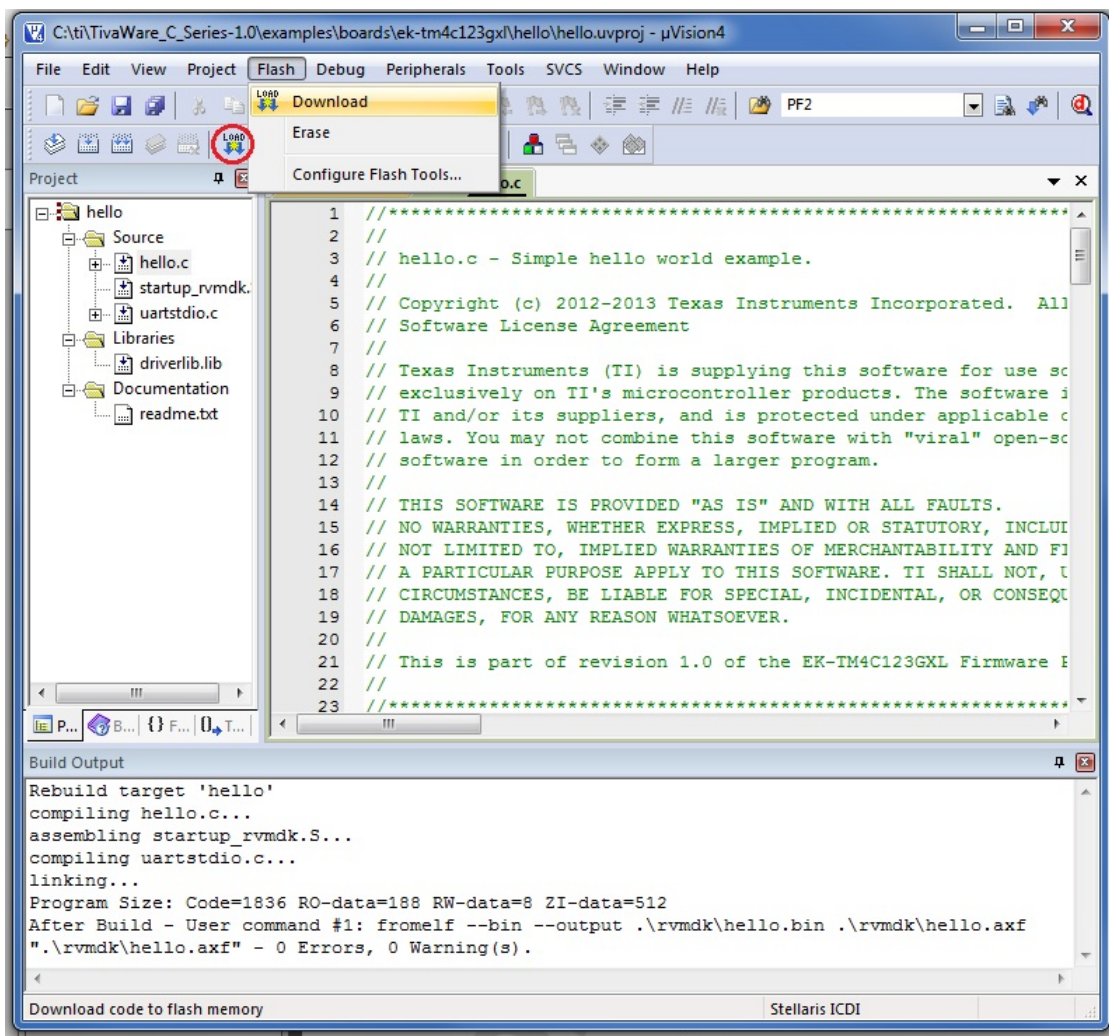 C:\ti\TivaWare_C_Series-1.0\examples\boards\ek-tm4c123gxl\hello\hello.uvproj - µVision4
File Edit View Project Flash Debug Peripherals Tools SVCS Window Help
LOAD Download
PF2
Erase
LOAD
Configure Flash Tools...
Project
o.c
hello
Source
hello.c
startup_rvmdk.
uartstdio.c
Libraries
driverlib.lib
Documentation
readme.txt
1 //****************************************************************
2 //
3 // hello.c - Simple hello world example.
4 //
5 // Copyright (c) 2012-2013 Texas Instruments Incorporated. All
6 // Software License Agreement
7 //
8 // Texas Instruments (TI) is supplying this software for use so
9 // exclusively on TI's microcontroller products. The software i
10 // TI and/or its suppliers, and is protected under applicable c
11 // laws. You may not combine this software with "viral" open-so
12 // software in order to form a larger program.
13 //
14 // THIS SOFTWARE IS PROVIDED "AS IS" AND WITH ALL FAULTS.
15 // NO WARRANTIES, WHETHER EXPRESS, IMPLIED OR STATUTORY, INCLUD
16 // NOT LIMITED TO, IMPLIED WARRANTIES OF MERCHANTABILITY AND FI
17 // A PARTICULAR PURPOSE APPLY TO THIS SOFTWARE. TI SHALL NOT, U
18 // CIRCUMSTANCES, BE LIABLE FOR SPECIAL, INCIDENTAL, OR CONSEQU
19 // DAMAGES, FOR ANY REASON WHATSOEVER.
20 //
21 // This is part of revision 1.0 of the EK-TM4C123GXL Firmware P
22 //
23 //****************************************************************
P... B... {} F... 0 T...
Build Output
Rebuild target 'hello'
compiling hello.c...
assembling startup_rvmdk.S...
compiling uartstdio.c...
linking...
Program Size: Code=1836 RO-data=188 RW-data=8 ZI-data=512
After Build - User command #1: fromelf --bin --output .\rvmdk\hello.bin .\rvmdk\hello.axf
".\rvmdk\hello.axf" - 0 Errors, 0 Warning(s).
Download code to flash memory
Stellaris ICDI